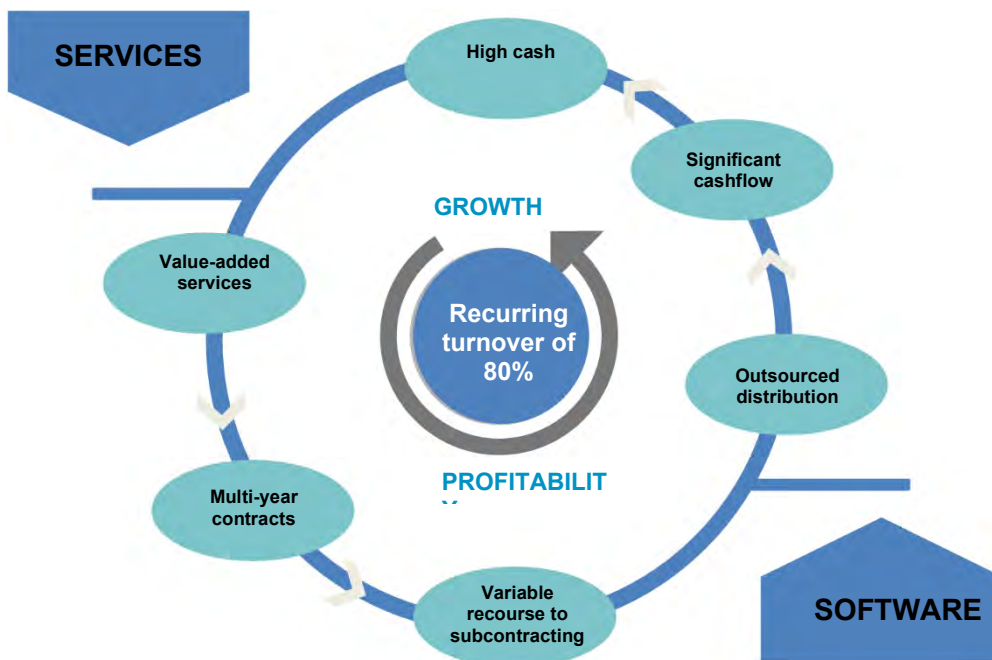 SERVICES
High cash
Significant
cashflow
GROWTH
Value-added
services
Recurring
turnover of
80%
Outsourced
distribution
PROFITABILIT
Y
Multi-year
contracts
Variable
recourse to
subcontracting
SOFTWARE